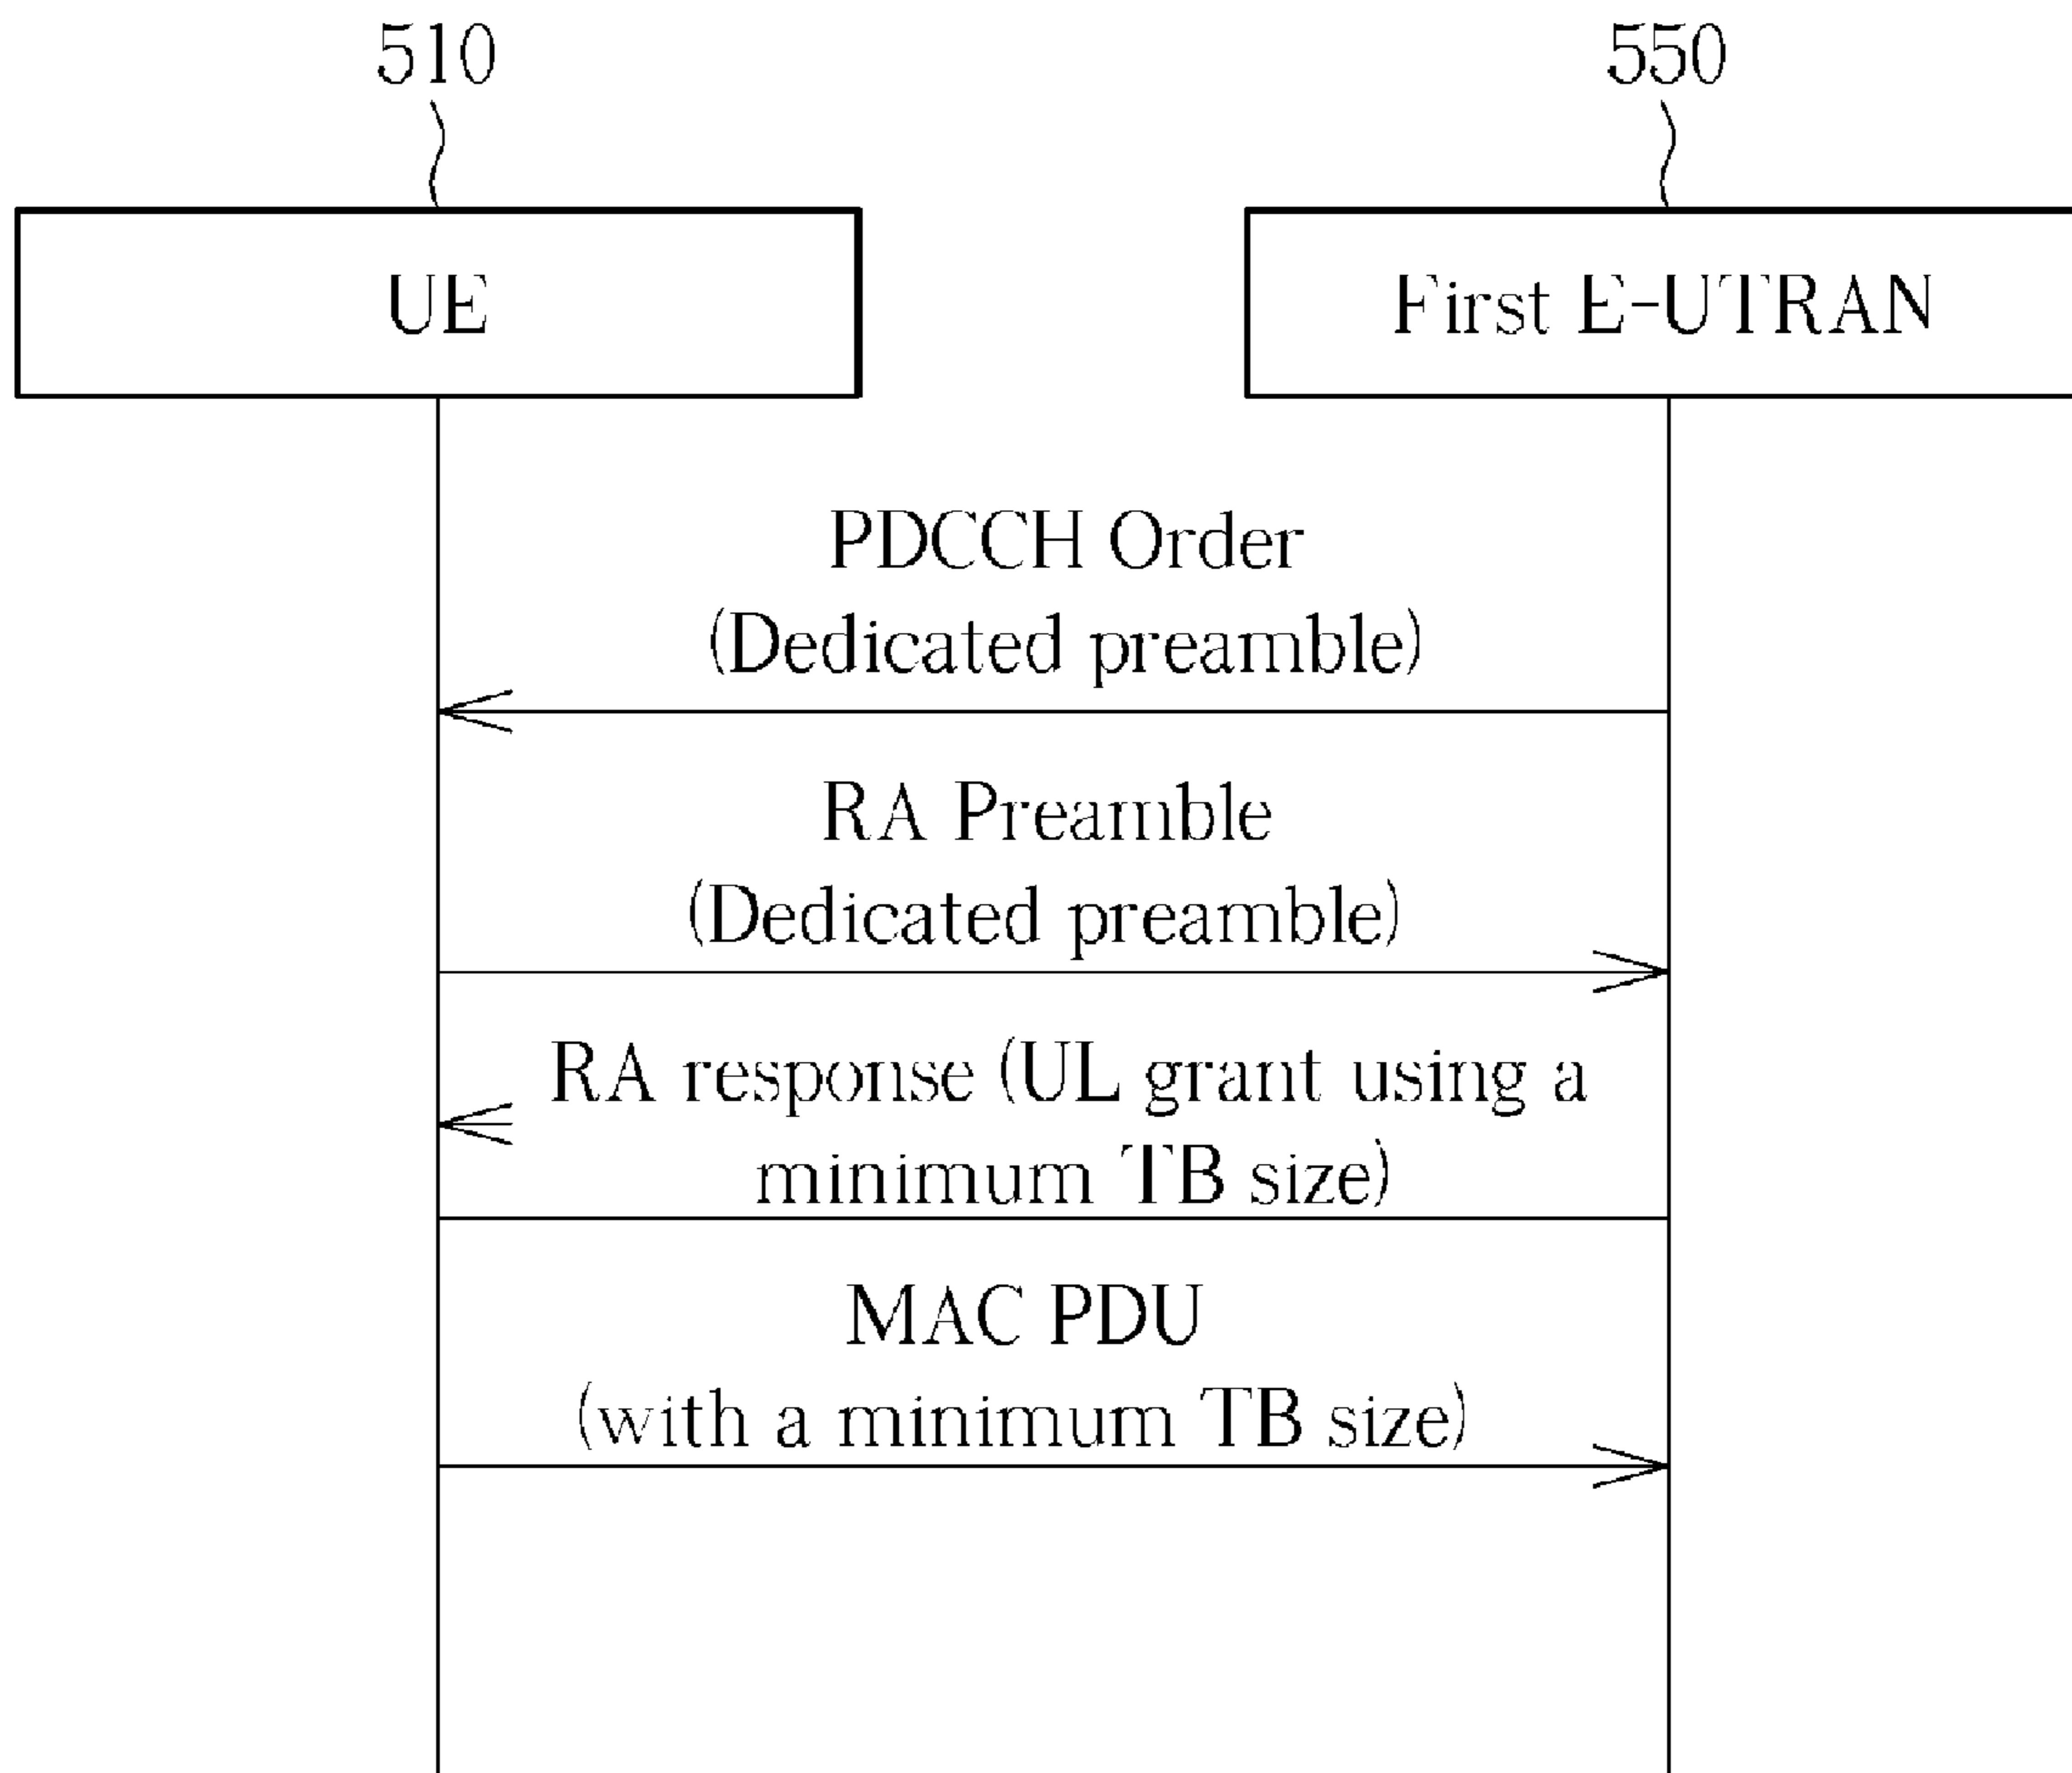 510
550
UE
First E-UTRAN
PDCCH Order
(Dedicated preamble)
RA Preamble
(Dedicated preamble)
RA response (UL grant using a
minimum TB size)
MAC PDU
(with a minimum TB size)